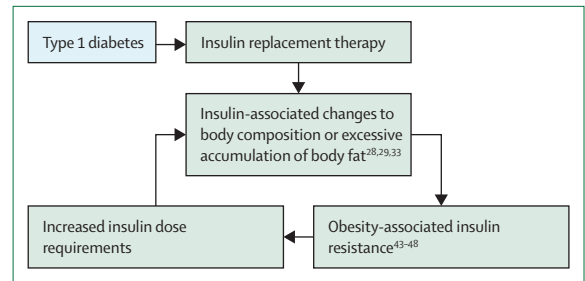 Type 1 diabetes
Insulin replacement therapy
Insulin-associated changes to
body composition or excessive
accumulation of body fat²⁸,²⁹,³³
Increased insulin dose
requirements
Obesity-associated insulin
resistance⁴³⁻⁴⁸